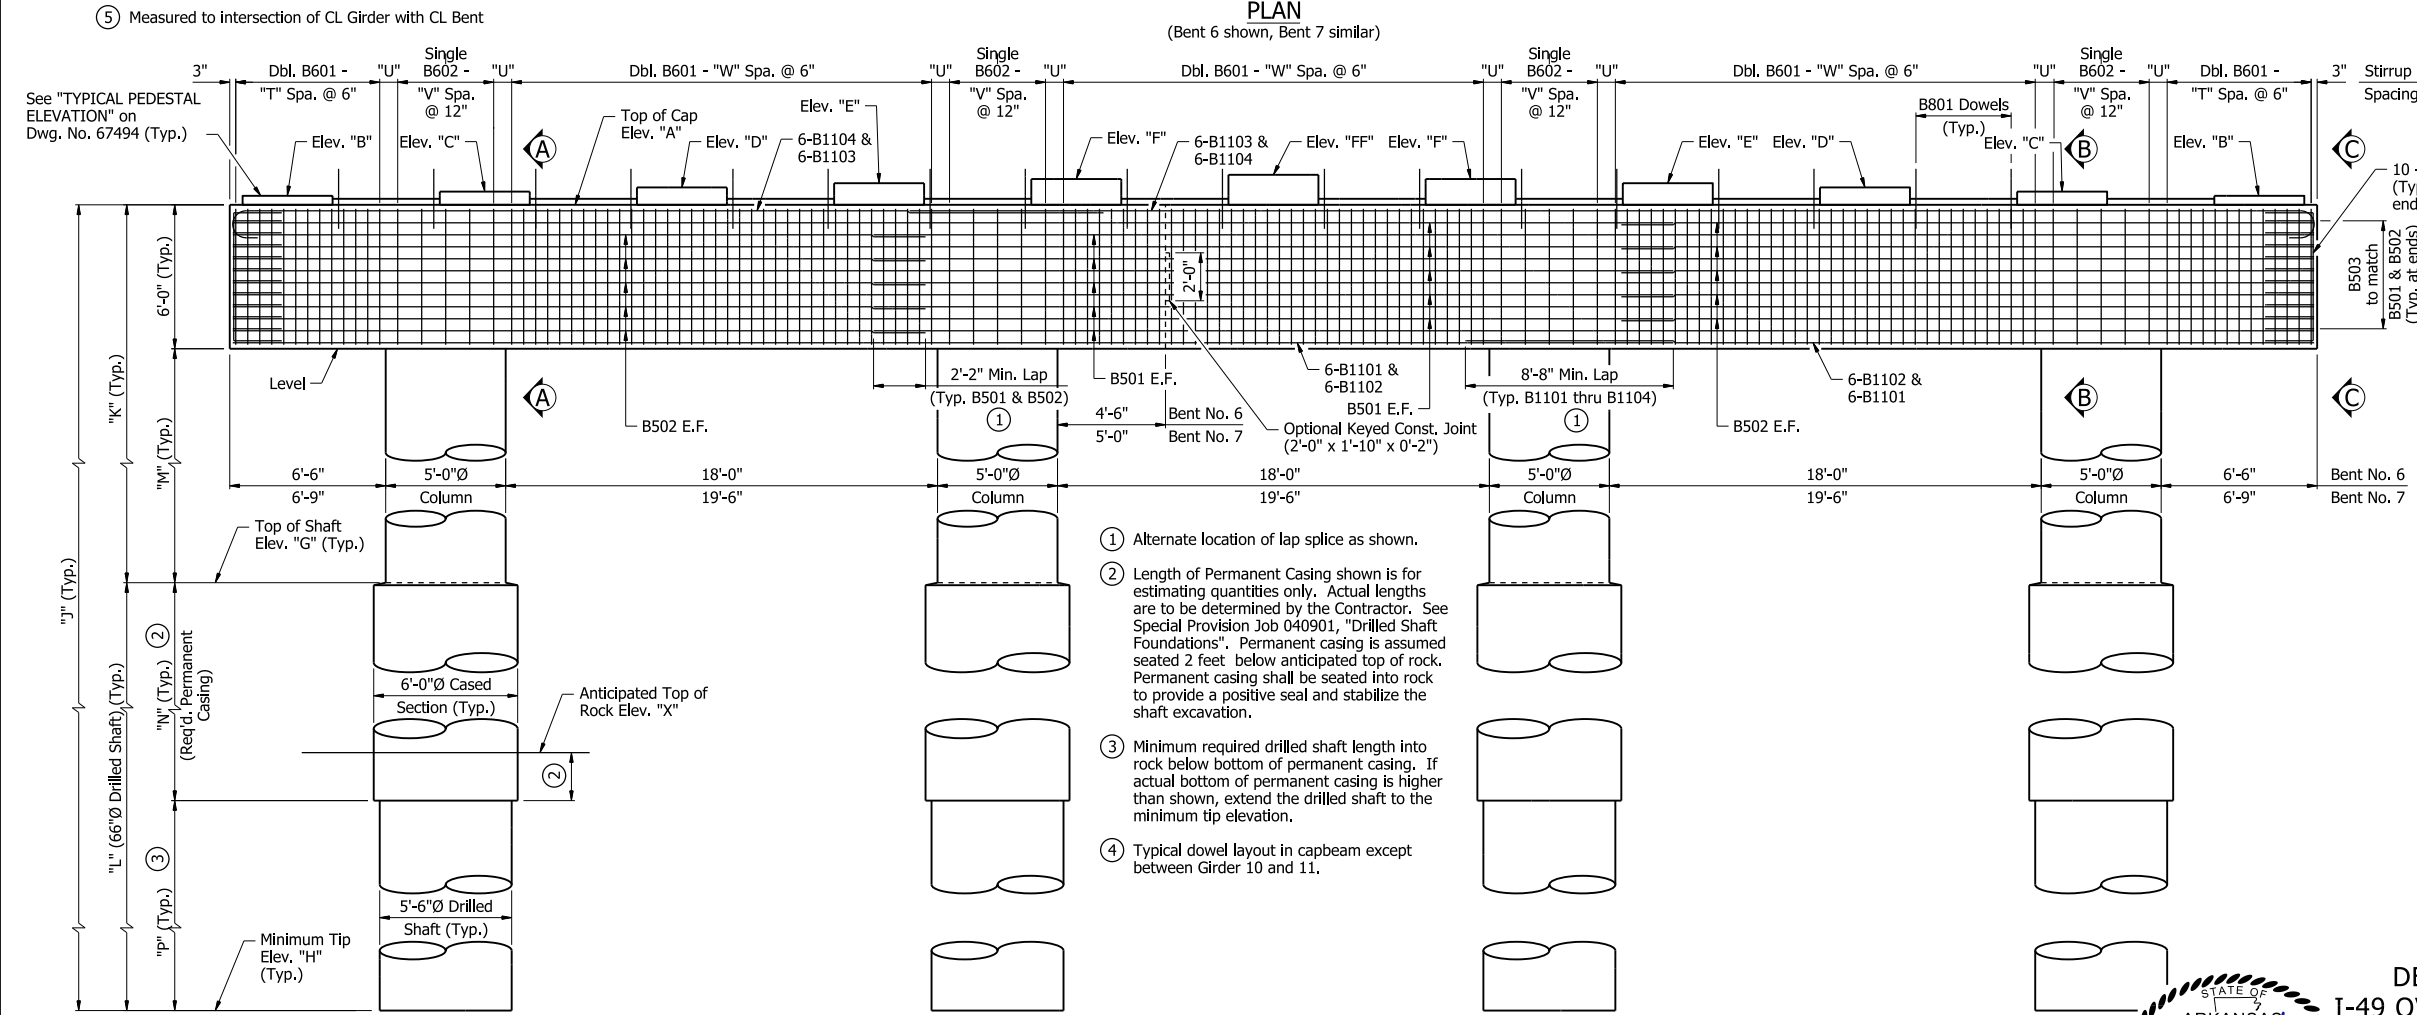 ⑤ Measured to intersection of CL Girder with CL Bent
PLAN
(Bent 6 shown, Bent 7 similar)
3"
Dbl. B601 -
"T" Spa. @ 6"
"U"
Single
B602 -
"V" Spa.
@ 12"
"U"
Dbl. B601 - "W" Spa. @ 6"
"U"
Single
B602 -
"V" Spa.
@ 12"
"U"
Dbl. B601 - "W" Spa. @ 6"
"U"
Single
B602 -
"V" Spa.
@ 12"
"U"
Dbl. B601 - "W" Spa. @ 6"
"U"
Single
B602 -
"V" Spa.
@ 12"
"U"
Dbl. B601 -
"T" Spa. @ 6"
3"
Stirrup
Spacing
See "TYPICAL PEDESTAL
ELEVATION" on
Dwg. No. 67494 (Typ.)
Elev. "B"
Elev. "C"
A
Top of Cap
Elev. "A"
Elev. "D"
6-B1104 &
6-B1103
Elev. "E"
Elev. "F"
6-B1103 &
6-B1104
Elev. "FF"
Elev. "F"
Elev. "E"
Elev. "D"
B801 Dowels
(Typ.)
Elev. "C"
B
Elev. "B"
C
10 -
(Typ
end
6'-0" (Typ.)
2'-0"
B503
to match
B501 & B502
(Typ. at ends)
Level
A
B502 E.F.
2'-2" Min. Lap
(Typ. B501 & B502)
①
B501 E.F.
4'-6"
Bent No. 6
5'-0"
Bent No. 7
6-B1101 &
6-B1102
B501 E.F.
Optional Keyed Const. Joint
(2'-0" x 1'-10" x 0'-2")
8'-8" Min. Lap
(Typ. B1101 thru B1104)
①
B502 E.F.
6-B1102 &
6-B1101
B
C
"K" (Typ.)
"M" (Typ.)
6'-6"
5'-0"Ø
18'-0"
5'-0"Ø
18'-0"
5'-0"Ø
18'-0"
5'-0"Ø
6'-6"
Bent No. 6
6'-9"
Column
19'-6"
Column
19'-6"
Column
19'-6"
Column
6'-9"
Bent No. 7
Top of Shaft
Elev. "G" (Typ.)
"J" (Typ.)
"L" (66"Ø Drilled Shaft) (Typ.)
"N" (Typ.) ②
(Req'd. Permanent
Casing)
6'-0"Ø Cased
Section (Typ.)
Anticipated Top of
Rock Elev. "X"
②
"P" (Typ.) ③
5'-6"Ø Drilled
Shaft (Typ.)
Minimum Tip
Elev. "H"
(Typ.)
① Alternate location of lap splice as shown.
② Length of Permanent Casing shown is for
estimating quantities only. Actual lengths
are to be determined by the Contractor. See
Special Provision Job 040901, "Drilled Shaft
Foundations". Permanent casing is assumed
seated 2 feet below anticipated top of rock.
Permanent casing shall be seated into rock
to provide a positive seal and stabilize the
shaft excavation.
③ Minimum required drilled shaft length into
rock below bottom of permanent casing. If
actual bottom of permanent casing is higher
than shown, extend the drilled shaft to the
minimum tip elevation.
④ Typical dowel layout in capbeam except
between Girder 10 and 11.
STATE OF
ARKANSAS
DE
I-49 OV